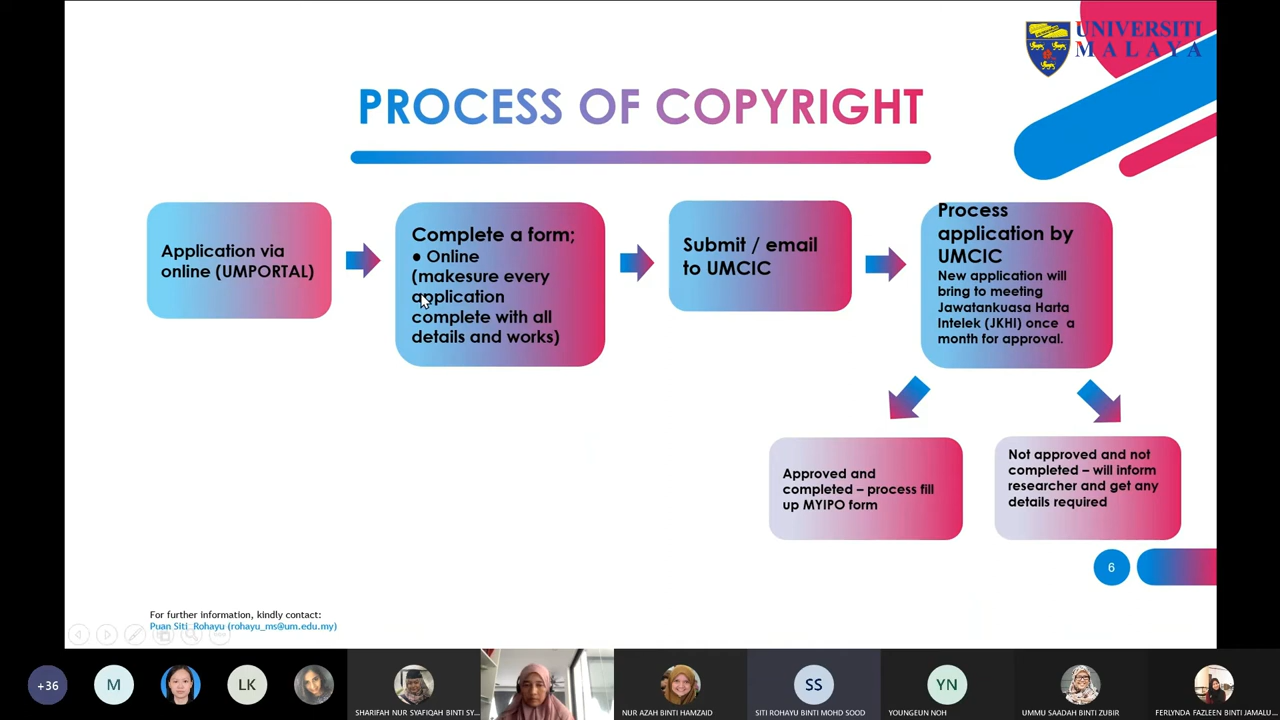 UNIVERSITI
MALAYA
PROCESS OF COPYRIGHT
Application via
online (UMPORTAL)
Complete a form;
● Online
(makesure every
application
complete with all
details and works)
Submit / email
to UMCIC
Process
application by
UMCIC
New application will
bring to meeting
Jawatankuasa Harta
Intelek (JKHI) once a
month for approval.
Approved and
completed – process fill
up MYIPO form
Not approved and not
completed – will inform
researcher and get any
details required
6
For further information, kindly contact:
Puan Siti Rohayu (rohayu_ms@um.edu.my)
+36
M
LK
SHARIFAH NUR SYAFIQAH BINTI SY...
NUR AZAH BINTI HAMZAID
SS
SITI ROHAYU BINTI MOHD SOOD
YN
YOUNGEUN NOH
UMMU SAADAH BINTI ZUBIR
FERLYNDA FAZLEEN BINTI JAMALU...